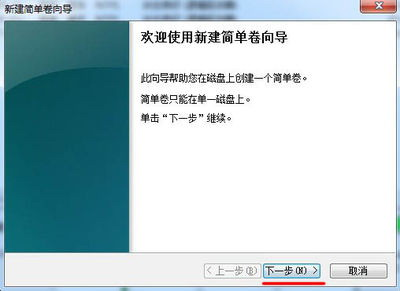 新建简单卷向导
欢迎使用新建简单卷向导
此向导帮助您在磁盘上创建一个简单卷。
简单卷只能在单一磁盘上。
单击“下一步”继续。
< 上一步(B) 下一步(N) > 取消